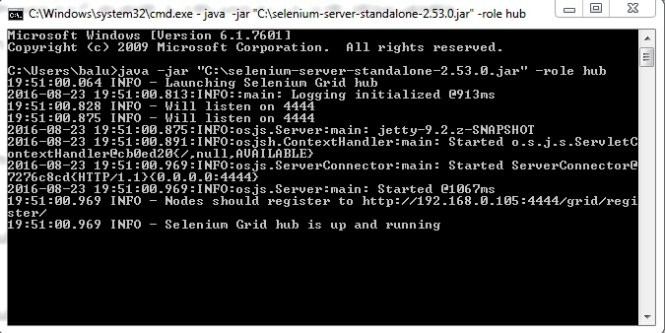 C:\Windows\system32\cmd.exe - java -jar "C:\selenium-server-standalone-2.53.0.jar" -role hub
Microsoft Windows [Version 6.1.7601]
Copyright (c) 2009 Microsoft Corporation.  All rights reserved.
C:\Users\balu>java -jar "C:\selenium-server-standalone-2.53.0.jar" -role hub
19:51:00.064 INFO - Launching Selenium Grid hub
2016-08-23 19:51:00.813:INFO::main: Logging initialized @913ms
19:51:00.828 INFO - Will listen on 4444
19:51:00.875 INFO - Will listen on 4444
2016-08-23 19:51:00.875:INFO:osjs.Server:main: jetty-9.2.z-SNAPSHOT
2016-08-23 19:51:00.891:INFO:osjsh.ContextHandler:main: Started o.s.j.s.ServletC
ontextHandler@cb0ed20{/,null,AVAILABLE}
2016-08-23 19:51:00.969:INFO:osjs.ServerConnector:main: Started ServerConnector@
7276c8cd{HTTP/1.1}{0.0.0.0:4444}
2016-08-23 19:51:00.969:INFO:osjs.Server:main: Started @1067ms
19:51:00.969 INFO - Nodes should register to http://192.168.0.105:4444/grid/regi
ster/
19:51:00.969 INFO - Selenium Grid hub is up and running